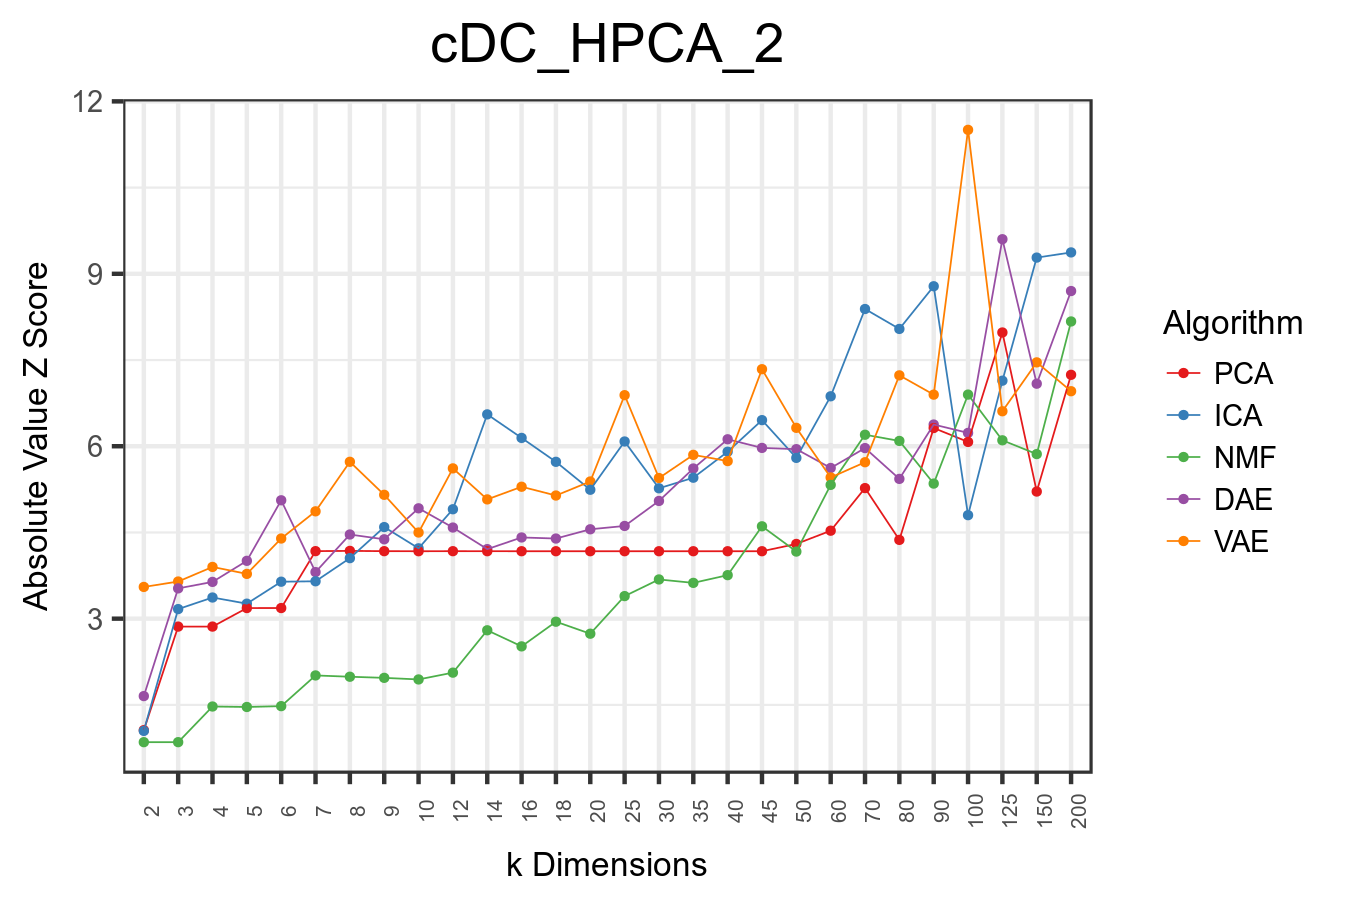 cDC_HPCA_2
Absolute Value Z Score
12
9
6
3
2 3 4 5 6 7 8 9 10 12 14 16 18 20 25 30 35 40 45 50 60 70 80 90 100 125 150 200
k Dimensions
Algorithm
PCA
ICA
NMF
DAE
VAE